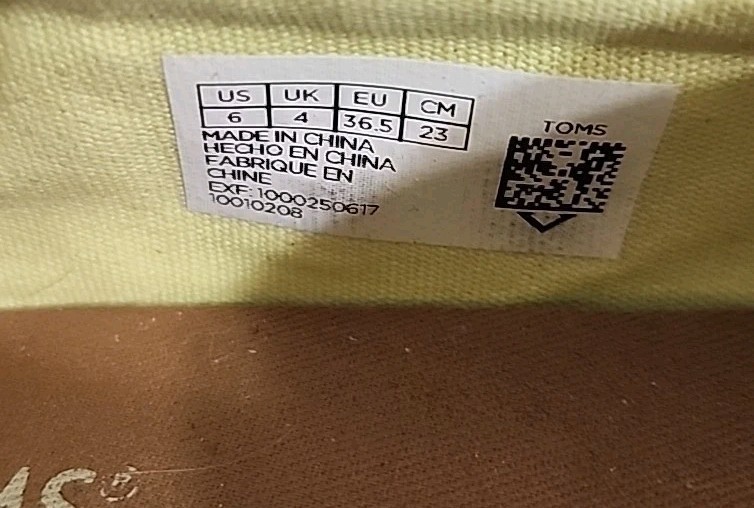 US UK EU CM
6 4 36.5 23
MADE IN CHINA
HECHO EN CHINA
FABRIQUE EN
CHINE
EXF: 1000250617
10010208
TOMS
MS®